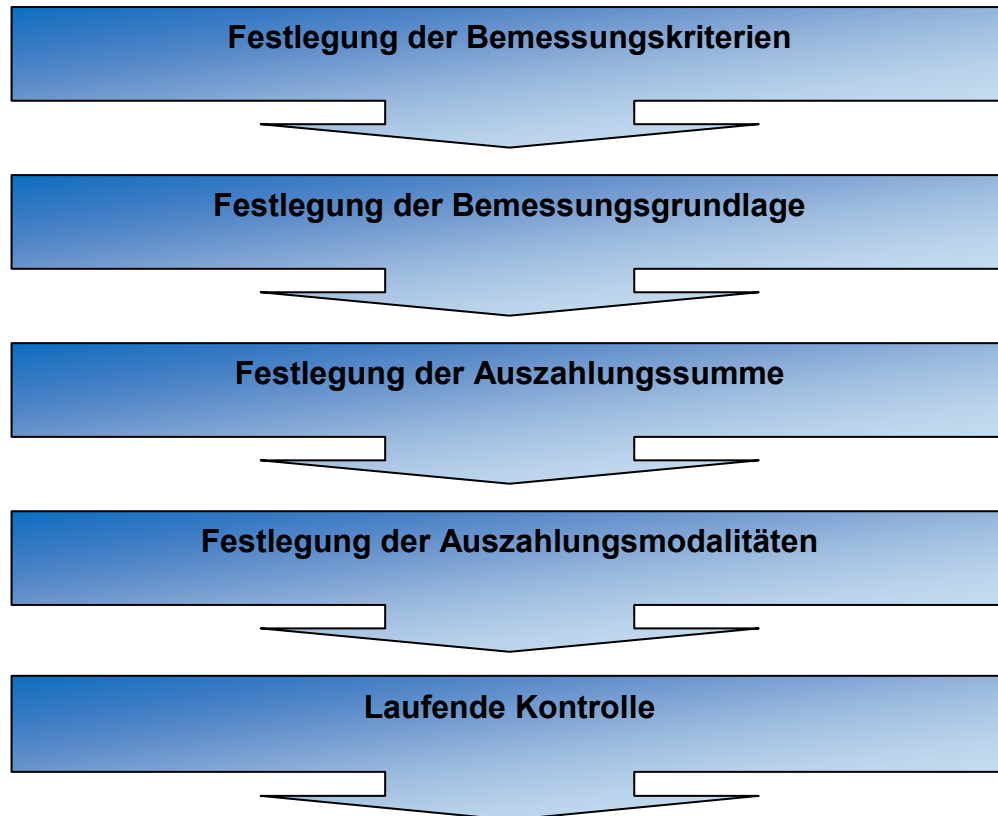 Festlegung der Bemessungskriterien
Festlegung der Bemessungsgrundlage
Festlegung der Auszahlungssumme
Festlegung der Auszahlungsmodalitäten
Laufende Kontrolle